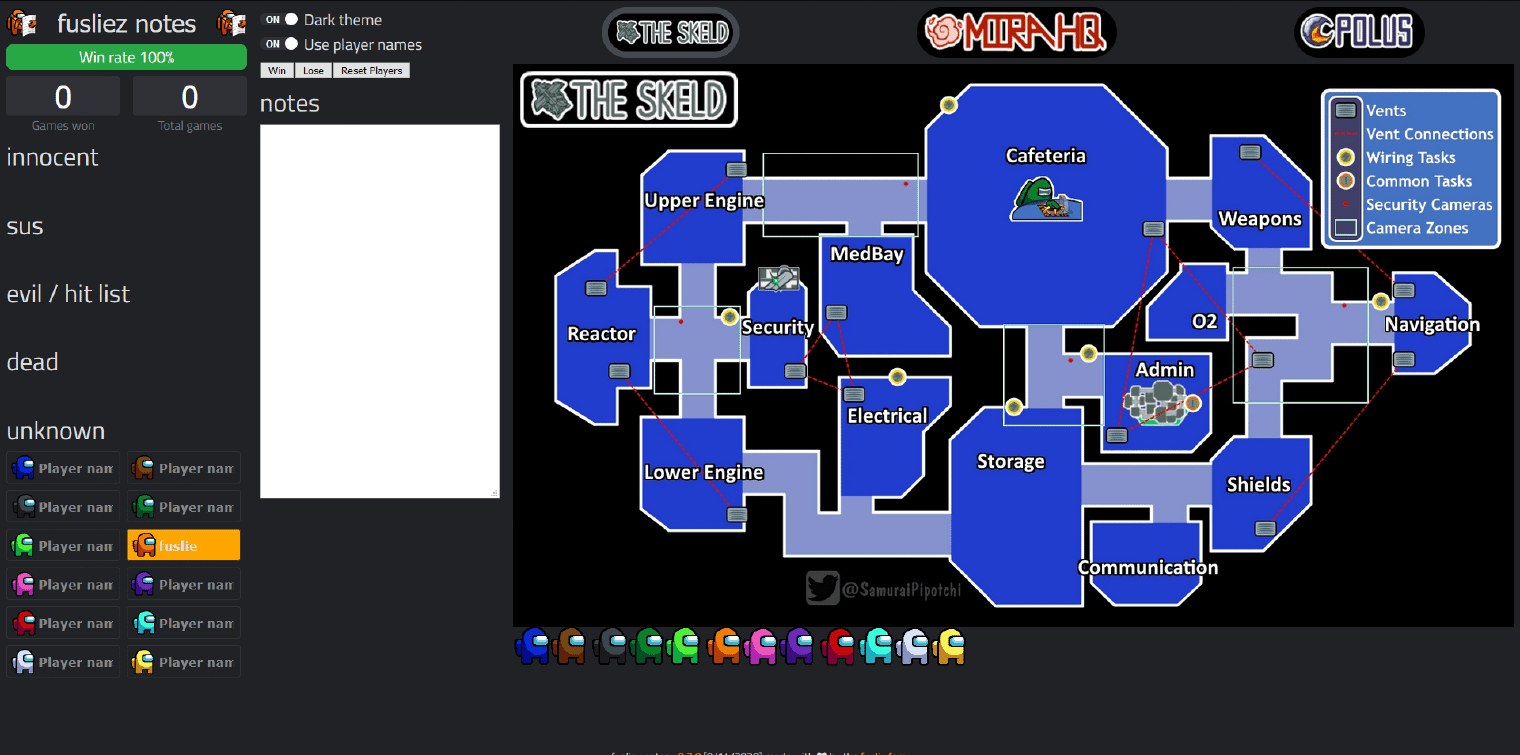 fusliez notes
Win rate 100%
0
0
Games won
Total games
innocent
sus
evil / hit list
dead
unknown
Player nam
Player nam
Player nam
Player nam
Player nam
fuslie
Player nam
Player nam
Player nam
Player nam
Player nam
Player nam
ON
Dark theme
ON
Use player names
Win
Lose
Reset Players
notes
THE SKELD
MIRA HQ
POLUS
THE SKELD
Vents
Vent Connections
Wiring Tasks
Common Tasks
Security Cameras
Camera Zones
Cafeteria
Upper Engine
Weapons
MedBay
O2
Navigation
Security
Reactor
Admin
Electrical
Storage
Lower Engine
Shields
Communication
@SamuraiPipotchi